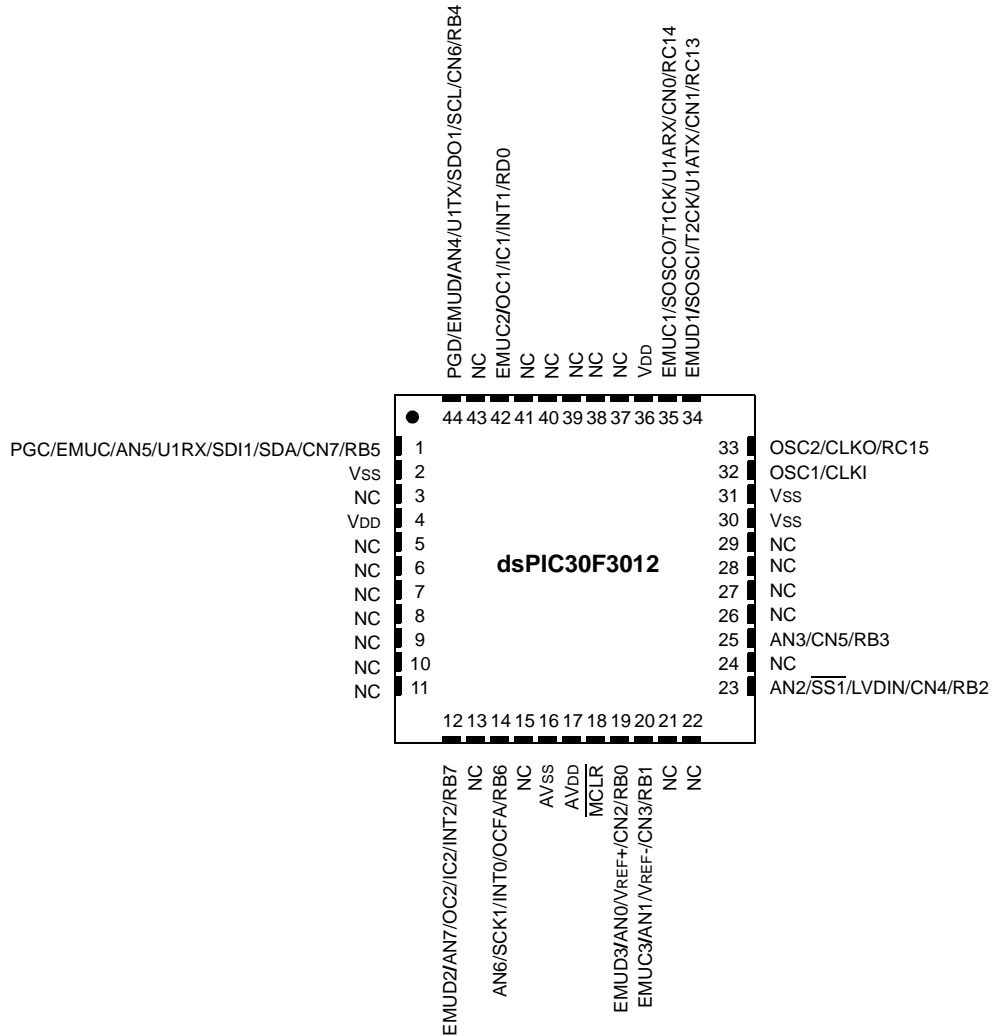 PGD/EMUD/AN4/U1TX/SDO1/SCL/CN6/RB4
NC
EMUC2/OC1/IC1/INT1/RD0
NC
NC
NC
NC
NC
VDD
EMUC1/SOSCO/T1CK/U1ARX/CN0/RC14
EMUD1/SOSCI/T2CK/U1ATX/CN1/RC13
44 43 42 41 40 39 38 37 36 35 34
PGC/EMUC/AN5/U1RX/SDI1/SDA/CN7/RB5 1
VSS 2
NC 3
VDD 4
NC 5
NC 6
NC 7
NC 8
NC 9
NC 10
NC 11
dsPIC30F3012
33 OSC2/CLKO/RC15
32 OSC1/CLKI
31 VSS
30 VSS
29 NC
28 NC
27 NC
26 NC
25 AN3/CN5/RB3
24 NC
23 AN2/SS1/LVDIN/CN4/RB2
12 13 14 15 16 17 18 19 20 21 22
EMUD2/AN7/OC2/IC2/INT2/RB7
NC
AN6/SCK1/INT0/OCFA/RB6
NC
AVSS
AVDD
MCLR
EMUD3/AN0/VREF+/CN2/RB0
EMUC3/AN1/VREF-/CN3/RB1
NC
NC